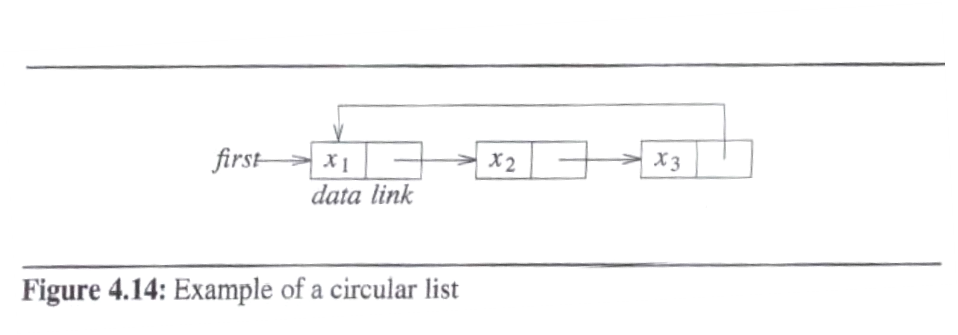 first x1 x2 x3
data link
Figure 4.14: Example of a circular list